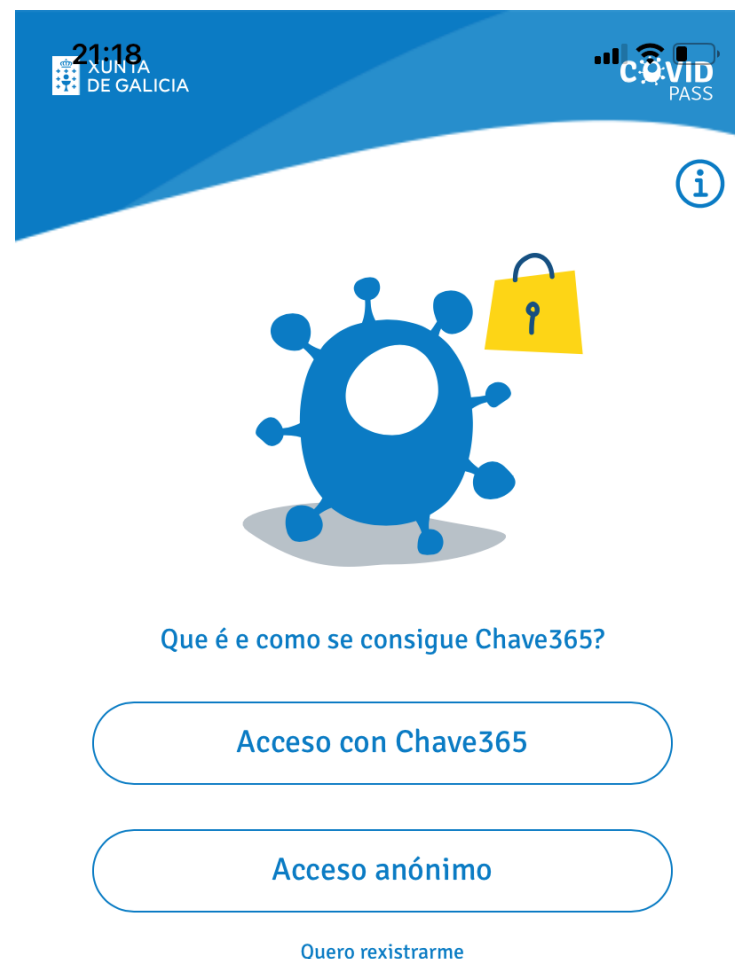 21:18
XUNTA
DE GALICIA
COVID
PASS
i
Que é e como se consigue Chave365?
Acceso con Chave365
Acceso anónimo
Quero rexistrarme